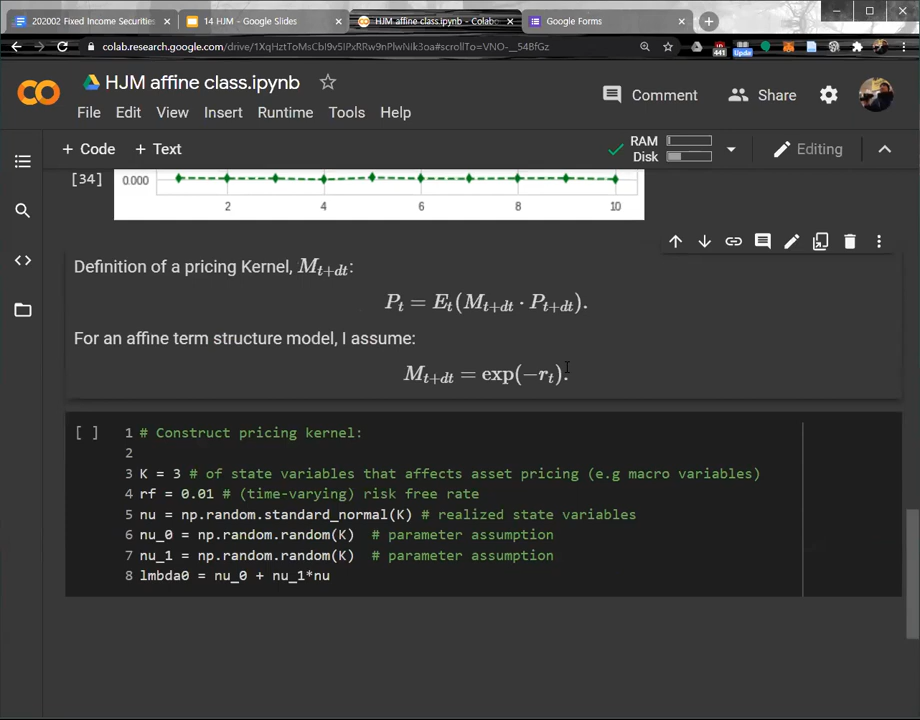 202002 Fixed Income Securities
14 HJM - Google Slides
HJM affine class.ipynb - Colab
Google Forms
colab.research.google.com/drive/1XqHztToMsCbI9v5IPxRRw9nPlwNik3oa#scrollTo=VNO-__54BfGz
441
Upde
CO
HJM affine class.ipynb
Comment
Share
File Edit View Insert Runtime Tools Help
+ Code + Text
RAM
Disk
Editing
[34]
0.000
2 4 6 8 10
Definition of a pricing Kernel, M_{t+dt}:
P_t = E_t(M_{t+dt} · P_{t+dt}).
For an affine term structure model, I assume:
M_{t+dt} = exp(−r_t).
[ ]
1 # Construct pricing kernel:
2
3 K = 3 # of state variables that affects asset pricing (e.g macro variables)
4 rf = 0.01 # (time-varying) risk free rate
5 nu = np.random.standard_normal(K) # realized state variables
6 nu_0 = np.random.random(K) # parameter assumption
7 nu_1 = np.random.random(K) # parameter assumption
8 lmbda0 = nu_0 + nu_1*nu